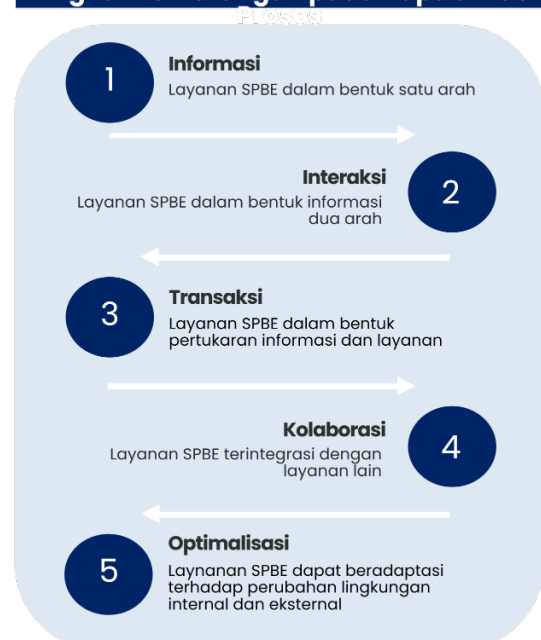 Proses
1
Informasi
Layanan SPBE dalam bentuk satu arah
Interaksi
2
Layanan SPBE dalam bentuk informasi
dua arah
3
Transaksi
Layanan SPBE dalam bentuk
pertukaran informasi dan layanan
Kolaborasi
4
Layanan SPBE terintegrasi dengan
layanan lain
5
Optimalisasi
Laynanan SPBE dapat beradaptasi
terhadap perubahan lingkungan
internal dan eksternal